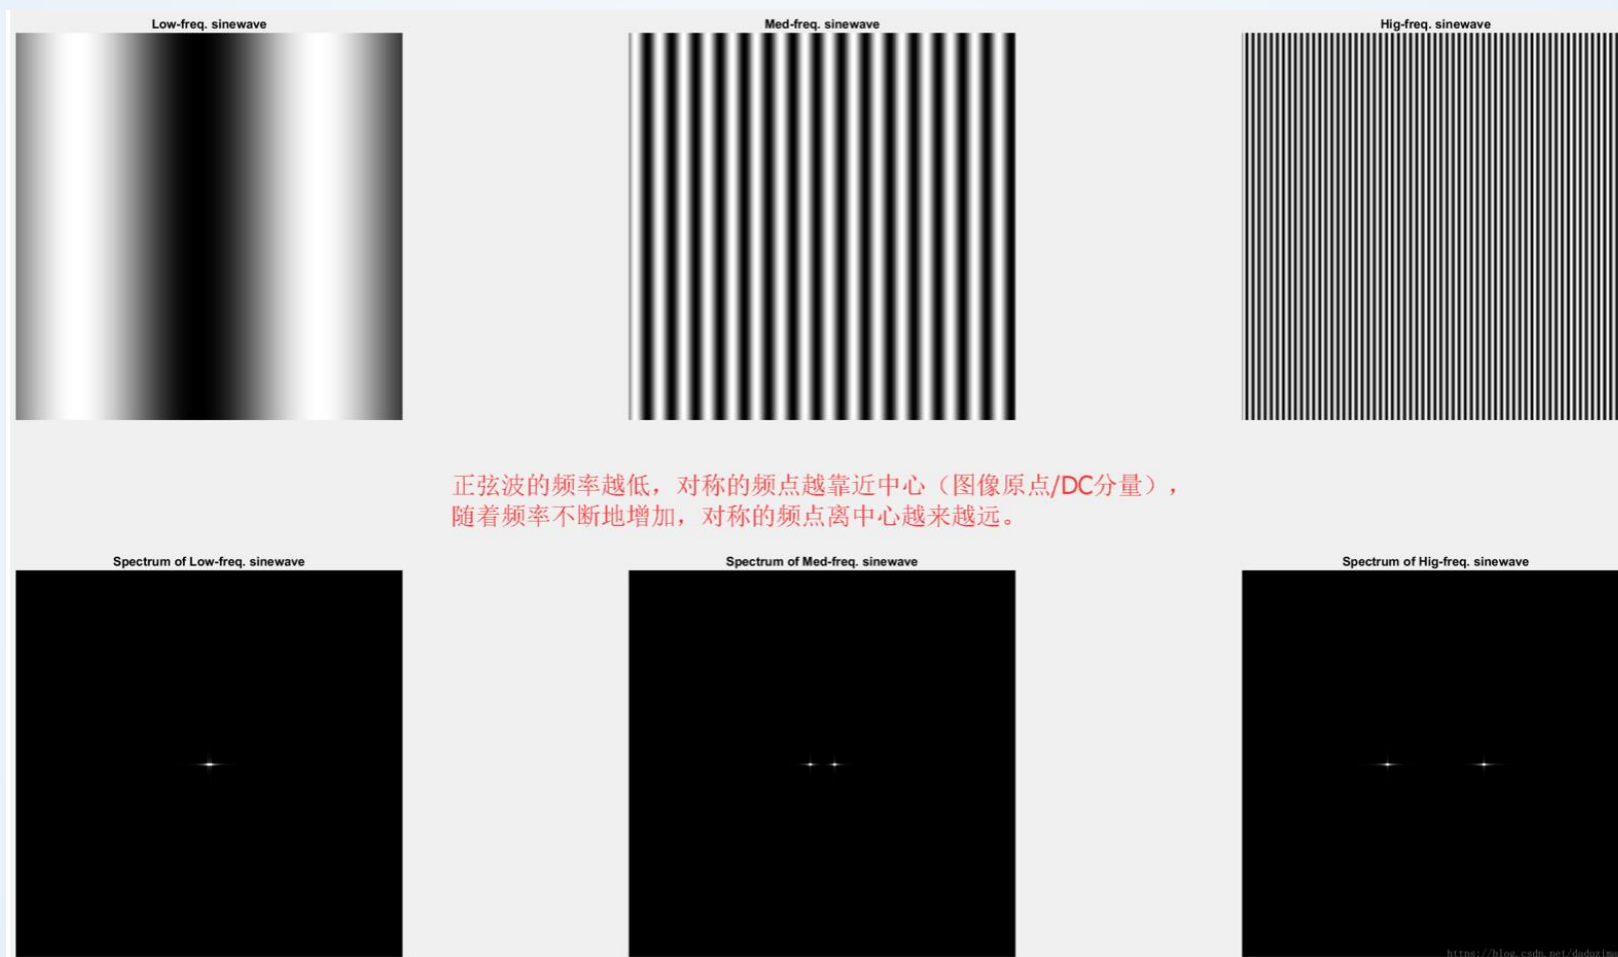 Low-freq. sinewave
Med-freq. sinewave
Hig-freq. sinewave
正弦波的频率越低，对称的频点越靠近中心（图像原点/DC分量），
随着频率不断地增加，对称的频点离中心越来越远。
Spectrum of Low-freq. sinewave
Spectrum of Med-freq. sinewave
Spectrum of Hig-freq. sinewave